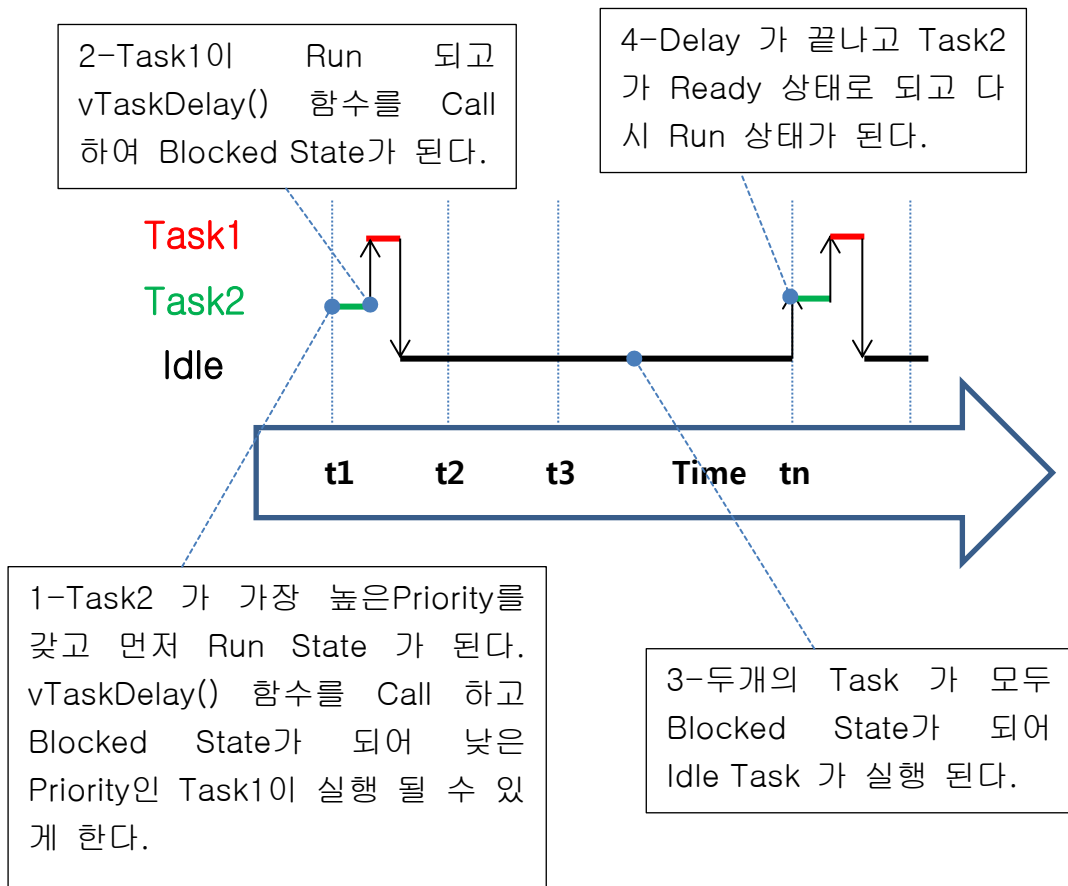 2-Task1이 Run 되고
vTaskDelay() 함수를 Call
하여 Blocked State가 된다.
4-Delay 가 끝나고 Task2
가 Ready 상태로 되고 다
시 Run 상태가 된다.
Task1
Task2
Idle
t1 t2 t3 Time tn
1-Task2 가 가장 높은Priority를
갖고 먼저 Run State 가 된다.
vTaskDelay() 함수를 Call 하고
Blocked State가 되어 낮은
Priority인 Task1이 실행 될 수 있
게 한다.
3-두개의 Task 가 모두
Blocked State가 되어
Idle Task 가 실행 된다.